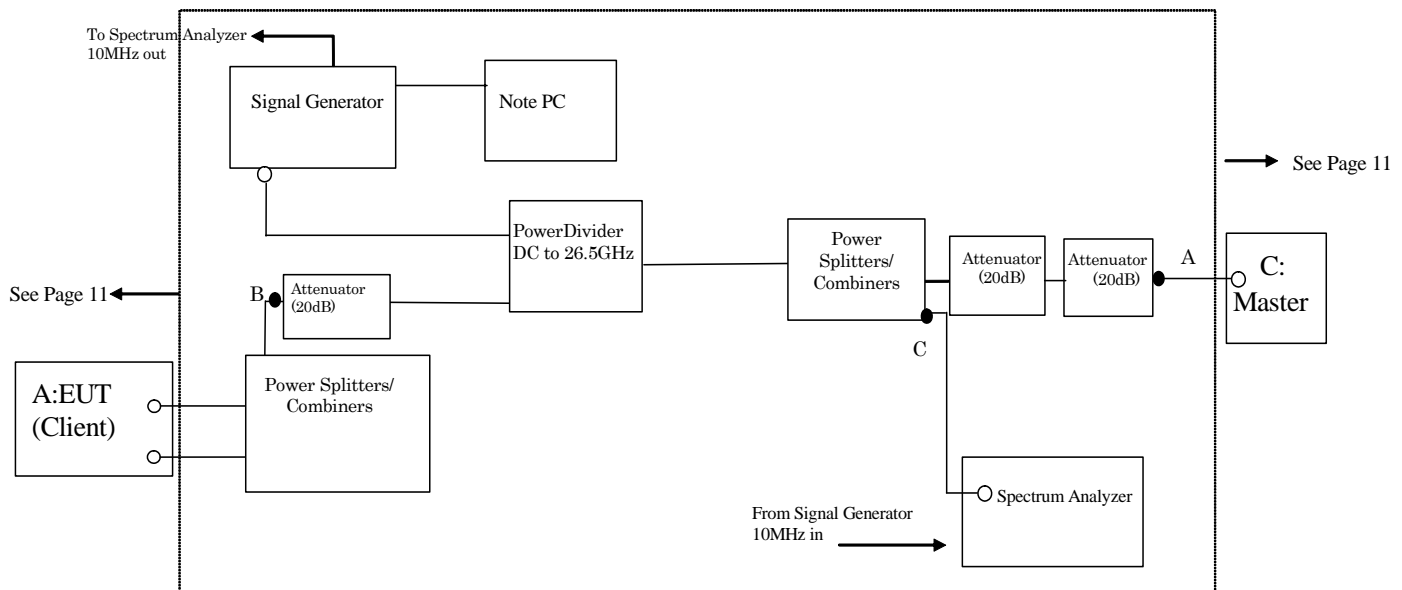 To Spectrum Analyzer
10MHz out
Signal Generator
Note PC
See Page 11
PowerDivider
DC to 26.5GHz
Power
Splitters/
Combiners
Attenuator
(20dB)
Attenuator
(20dB)
A
C:
Master
See Page 11
B
Attenuator
(20dB)
C
A:EUT
(Client)
Power Splitters/
Combiners
Spectrum Analyzer
From Signal Generator
10MHz in